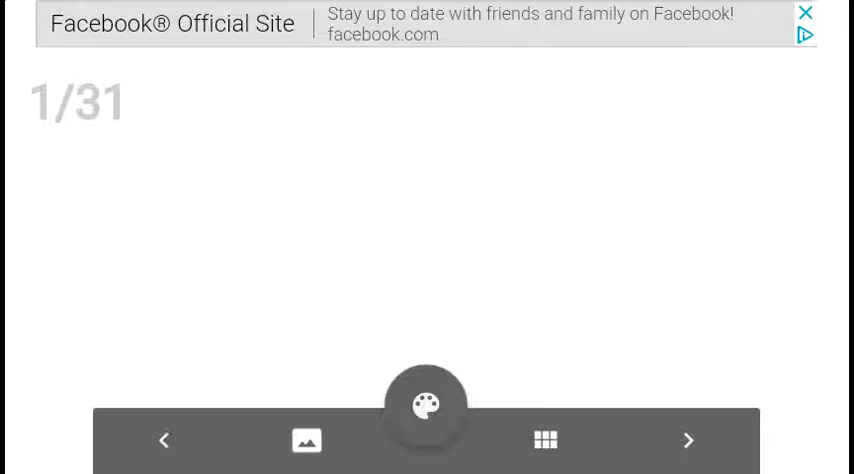 Facebook® Official Site
Stay up to date with friends and family on Facebook!
facebook.com
1/31